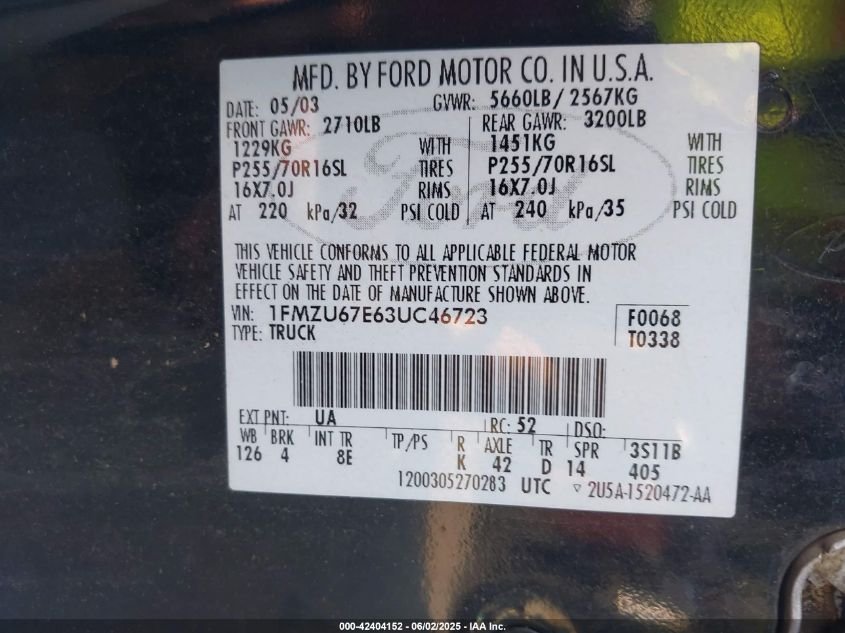 MFD. BY FORD MOTOR CO. IN U.S.A.
DATE: 05/03 GVWR: 5660LB/ 2567KG
FRONT GAWR: 2710LB REAR GAWR: 3200LB
1229KG WITH 1451KG WITH
P255/70R16SL TIRES P255/70R16SL TIRES
16X7.0J RIMS 16X7.0J RIMS
AT 220 kPa/32 PSI COLD AT 240 kPa/35 PSI COLD
Ford
THIS VEHICLE CONFORMS TO ALL APPLICABLE FEDERAL MOTOR
VEHICLE SAFETY AND THEFT PREVENTION STANDARDS IN
EFFECT ON THE DATE OF MANUFACTURE SHOWN ABOVE.
VIN: 1FMZU67E63UC46723 F0068
TYPE: TRUCK T0338
EXT PNT: UA RC: 52 DSO:
WB BRK INT TR TP/PS R AXLE TR SPR 3S11B
126 4 8E K 42 D 14 405
1200305270283 UTC ▽ 2U5A-1520472-AA
000-42404152 - 06/02/2025 - IAA Inc.